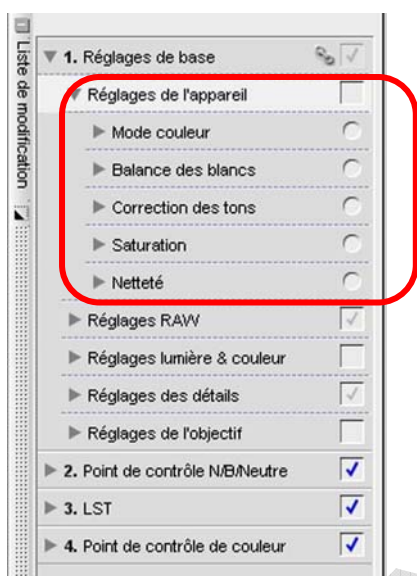 Liste de modification
1. Réglages de base
Réglages de l'appareil
Mode couleur
Balance des blancs
Correction des tons
Saturation
Netteté
Réglages RAW
Réglages lumière & couleur
Réglages des détails
Réglages de l'objectif
2. Point de contrôle N/B/Neutre
3. LST
4. Point de contrôle de couleur